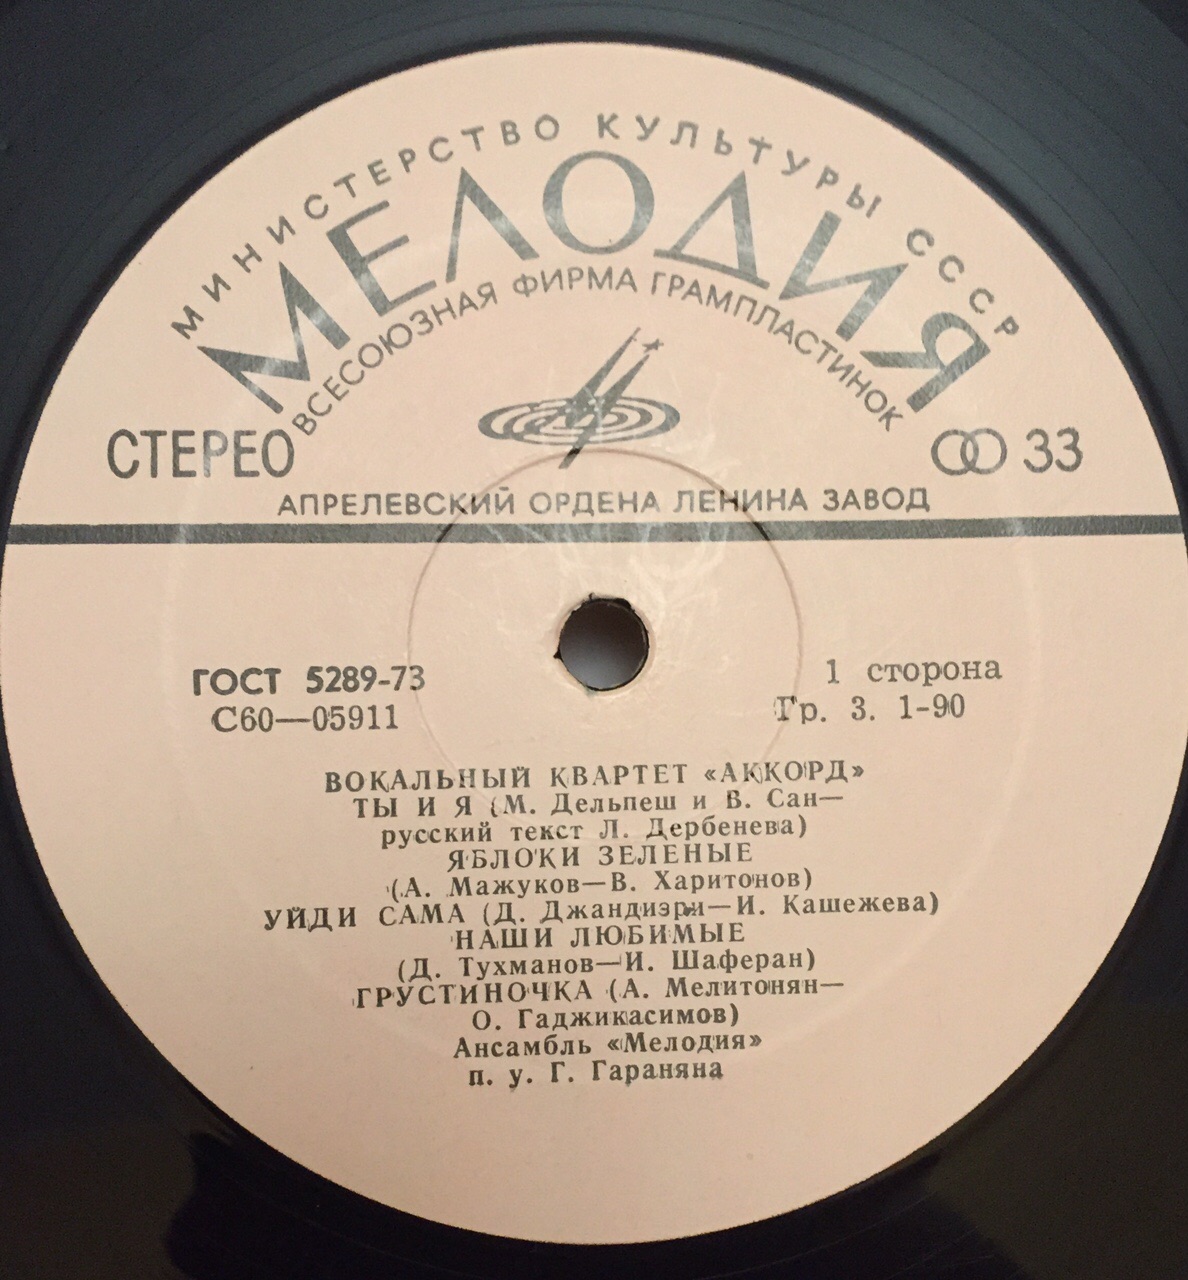 МИНИСТЕРСТВО КУЛЬТУРЫ СССР
МЕЛОДИЯ
ВСЕСОЮЗНАЯ ФИРМА ГРАМПЛАСТИНОК
СТЕРЕО
33
АПРЕЛЕВСКИЙ ОРДЕНА ЛЕНИНА ЗАВОД
ГОСТ 5289-73
С60—05911
1 сторона
Гр. 3. 1-90
ВОКАЛЬНЫЙ КВАРТЕТ «АККОРД»
ТЫ И Я (М. Дельпеш и В. Сан—
русский текст Л. Дербенева)
ЯБЛОКИ ЗЕЛЕНЫЕ
(А. Мажуков—В. Харитонов)
УЙДИ САМА (Д. Джандиэри—И. Кашежева)
НАШИ ЛЮБИМЫЕ
(Д. Тухманов—И. Шаферан)
ГРУСТИНОЧКА (А. Мелитонян—
О. Гаджикасимов)
Ансамбль «Мелодия»
п. у. Г. Гараняна